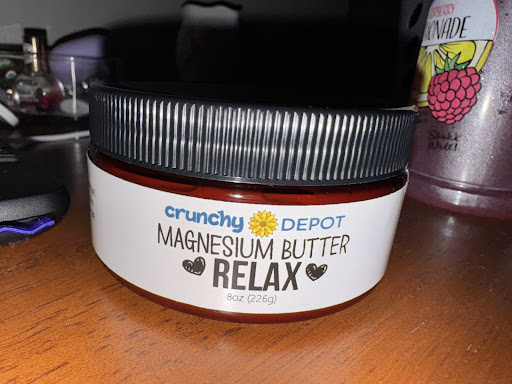 crunchy DEPOT
MAGNESIUM BUTTER
RELAX
8oz (226g)